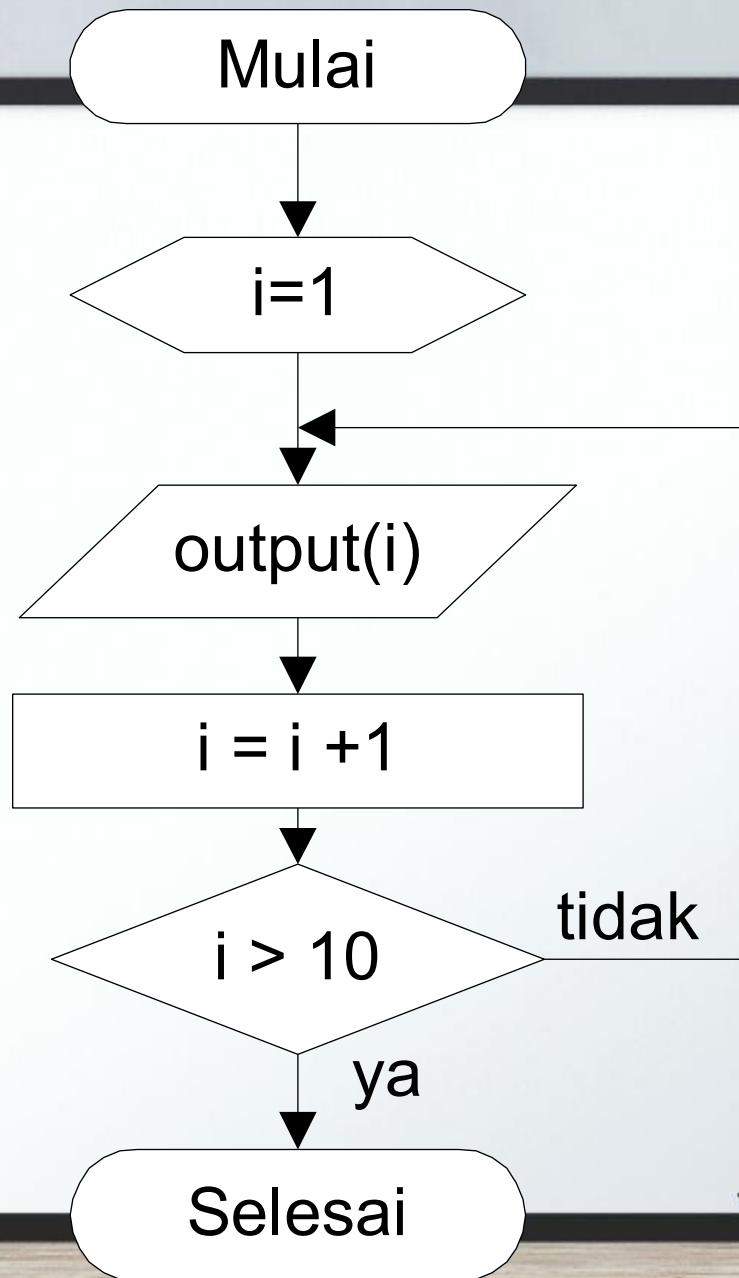 Mulai
i=1
output(i)
i = i +1
i > 10
tidak
ya
Selesai